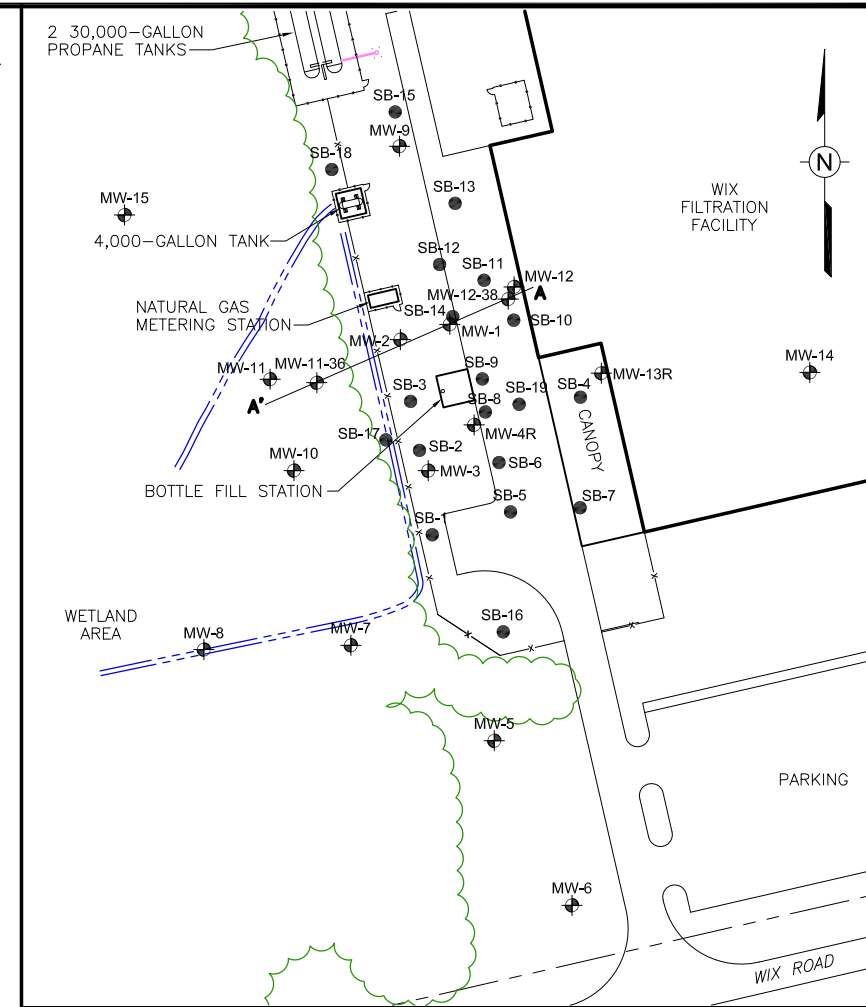 2 30,000-GALLON
PROPANE TANKS
SB-15
MW-9
SB-18
N
MW-15
SB-13
WIX
FILTRATION
FACILITY
4,000-GALLON TANK
SB-12
SB-11
MW-12
A
MW-12-38
NATURAL GAS
METERING STATION
SB-14
SB-10
MW-1
MW-2
MW-11
MW-11-36
SB-9
MW-13R
MW-14
SB-3
SB-19
SB-4
A'
SB-8
CANOPY
SB-17
MW-4R
SB-2
MW-10
MW-3
SB-6
BOTTLE FILL STATION
SB-5
SB-7
SB-1
WETLAND
AREA
SB-16
MW-8
MW-7
MW-5
PARKING
MW-6
WIX ROAD